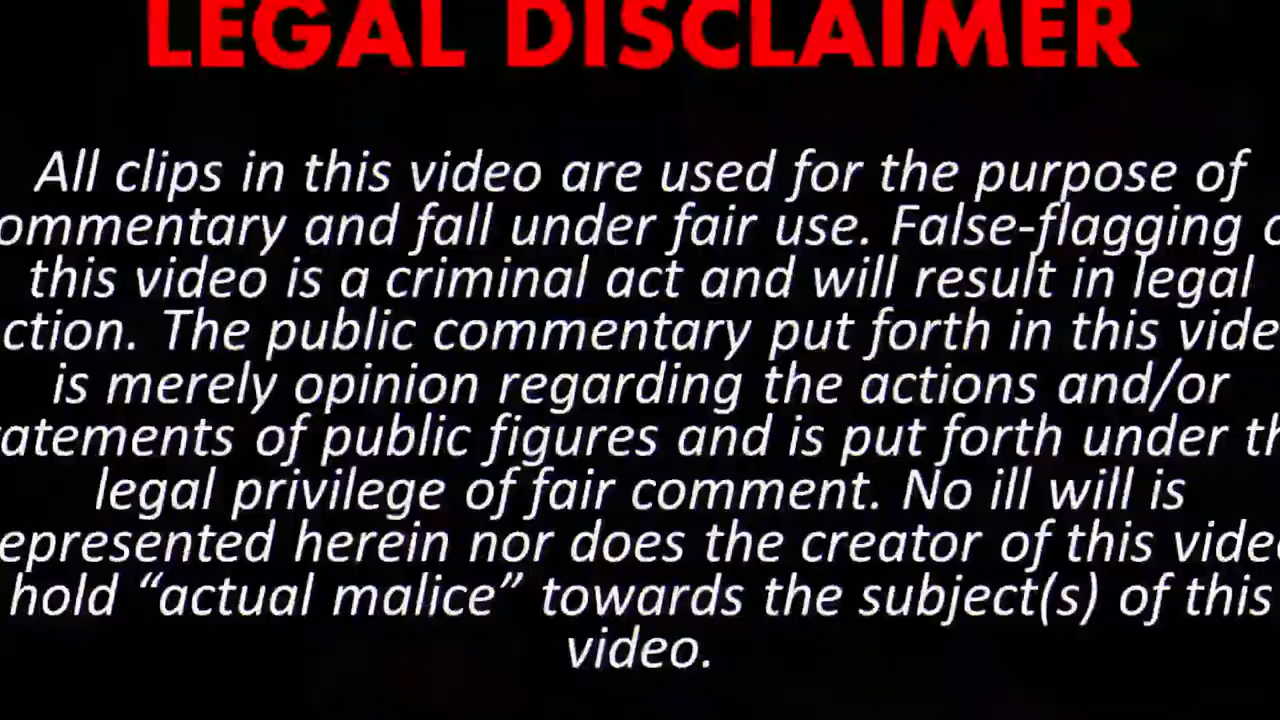 LEGAL DISCLAIMER
All clips in this video are used for the purpose of
ommentary and fall under fair use. False-flagging o
this video is a criminal act and will result in legal
ction. The public commentary put forth in this vide
is merely opinion regarding the actions and/or
atements of public figures and is put forth under th
legal privilege of fair comment. No ill will is
epresented herein nor does the creator of this vide
hold “actual malice” towards the subject(s) of this
video.